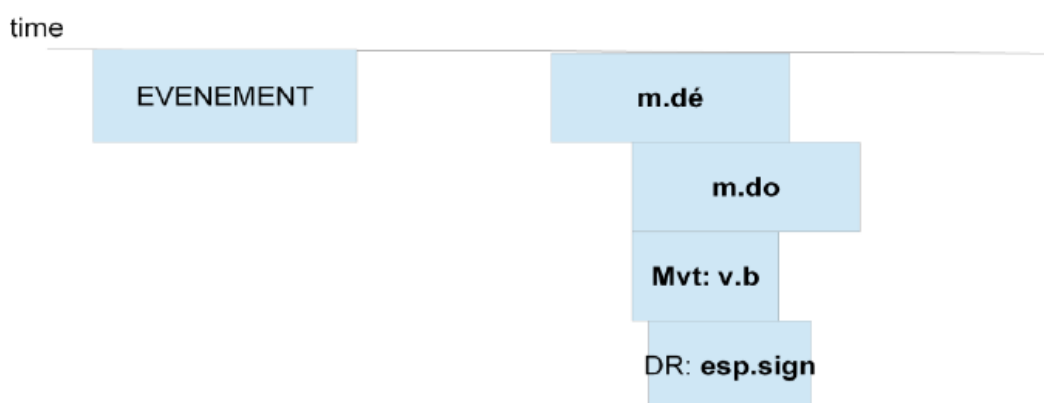 time
EVENEMENT
m.dé
m.do
Mvt: v.b
DR: esp.sign